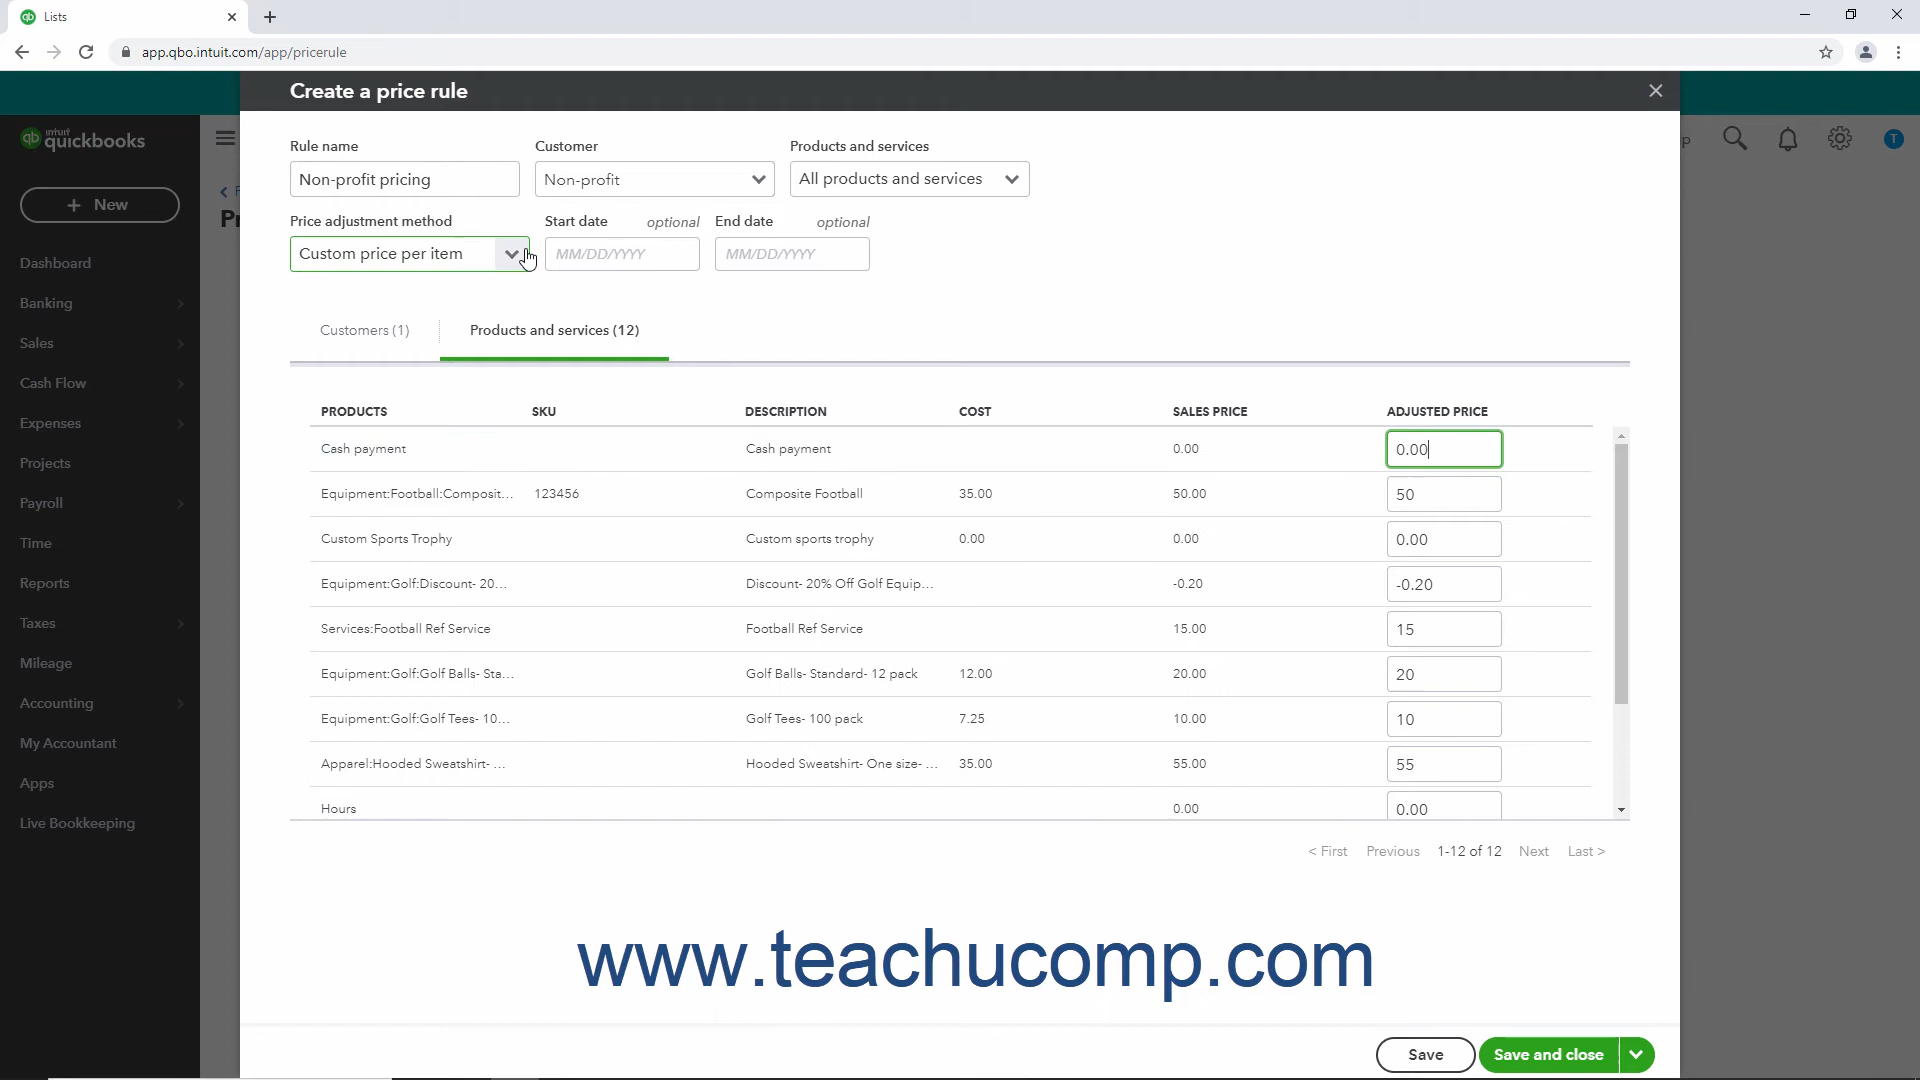 Lists
app.qbo.intuit.com/app/pricerule
Create a price rule
intuit quickbooks
New
Dashboard
Banking
Sales
Cash Flow
Expenses
Projects
Payroll
Time
Reports
Taxes
Mileage
Accounting
My Accountant
Apps
Live Bookkeeping
Rule name Customer Products and services
Non-profit pricing Non-profit All products and services
Price adjustment method Start date optional End date optional
Custom price per item MM/DD/YYYY MM/DD/YYYY
Customers (1) Products and services (12)
PRODUCTS SKU DESCRIPTION COST SALES PRICE ADJUSTED PRICE
Cash payment Cash payment 0.00 0.00
Equipment:Football:Composit... 123456 Composite Football 35.00 50.00 50
Custom Sports Trophy Custom sports trophy 0.00 0.00 0.00
Equipment:Golf:Discount- 20... Discount- 20% Off Golf Equip... -0.20 -0.20
Services:Football Ref Service Football Ref Service 15.00 15
Equipment:Golf:Golf Balls- Sta... Golf Balls- Standard- 12 pack 12.00 20.00 20
Equipment:Golf:Golf Tees- 10... Golf Tees- 100 pack 7.25 10.00 10
Apparel:Hooded Sweatshirt- ... Hooded Sweatshirt- One size- ... 35.00 55.00 55
Hours 0.00 0.00
< First Previous 1-12 of 12 Next Last >
www.teachucomp.com
Save Save and close